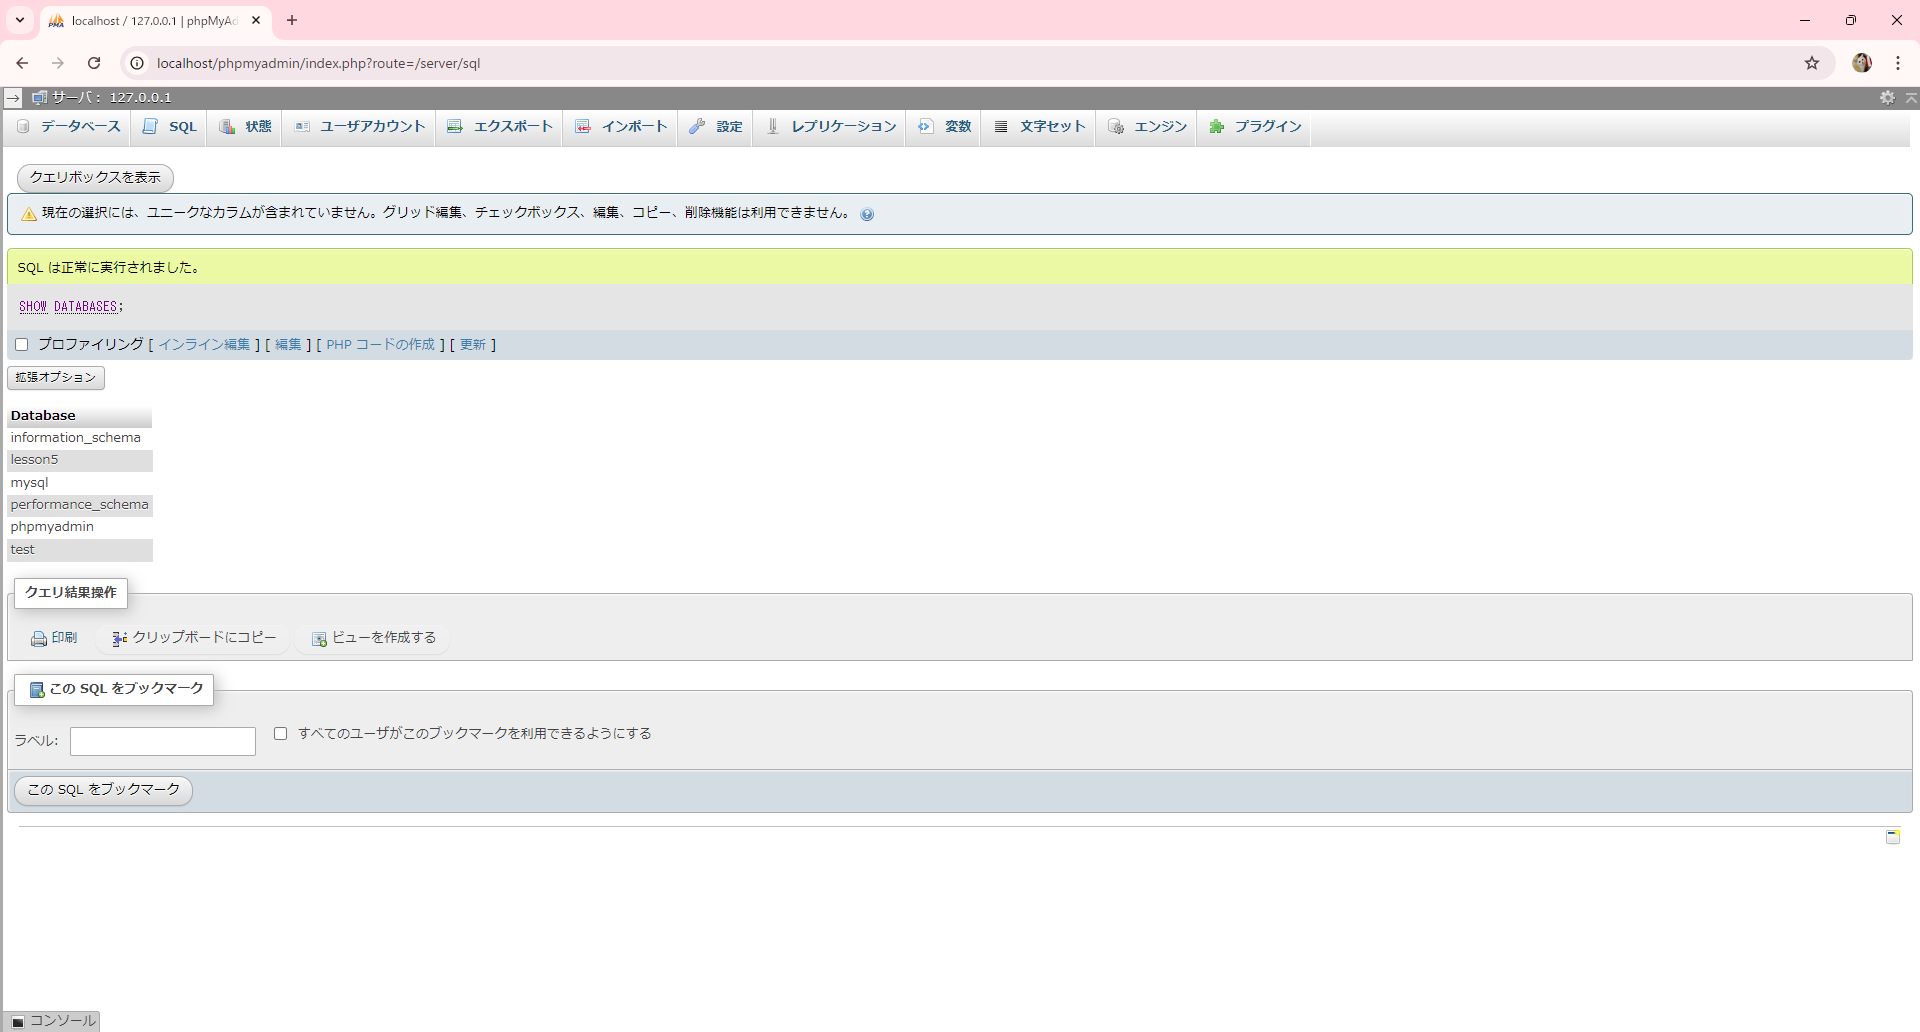 localhost / 127.0.0.1 | phpMyAd
localhost/phpmyadmin/index.php?route=/server/sql
サーバ: 127.0.0.1
データベース SQL 状態 ユーザアカウント エクスポート インポート 設定 レプリケーション 変数 文字セット エンジン プラグイン
クエリボックスを表示
現在の選択には、ユニークなカラムが含まれていません。グリッド編集、チェックボックス、編集、コピー、削除機能は利用できません。
SQL は正常に実行されました。
SHOW DATABASES;
プロファイリング [ インライン編集 ] [ 編集 ] [ PHP コードの作成 ] [ 更新 ]
拡張オプション
Database
information_schema
lesson5
mysql
performance_schema
phpmyadmin
test
クエリ結果操作
印刷 クリップボードにコピー ビューを作成する
この SQL をブックマーク
ラベル: すべてのユーザがこのブックマークを利用できるようにする
この SQL をブックマーク
コンソール